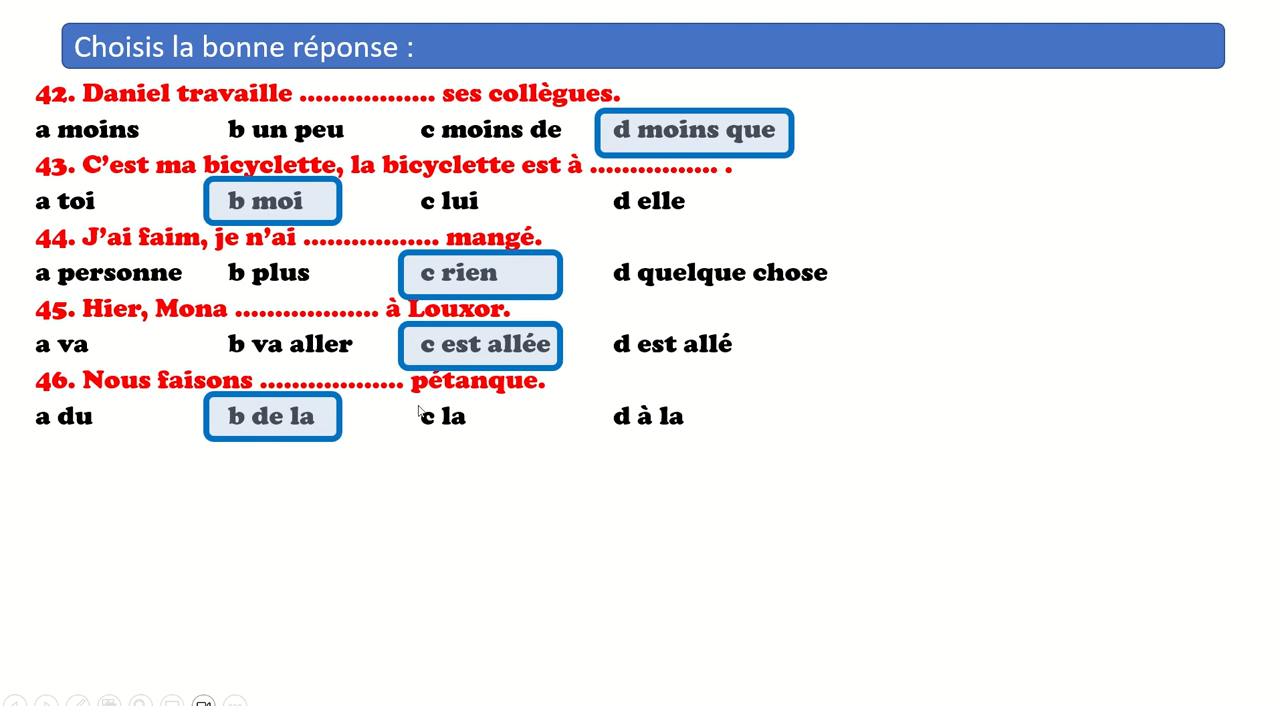 Choisis la bonne réponse :
42. Daniel travaille ................. ses collègues.
a moins b un peu c moins de d moins que
43. C’est ma bicyclette, la bicyclette est à ................ .
a toi b moi c lui d elle
44. J’ai faim, je n’ai ................. mangé.
a personne b plus c rien d quelque chose
45. Hier, Mona .................. à Louxor.
a va b va aller c est allée d est allé
46. Nous faisons .................. pétanque.
a du b de la c la d à la